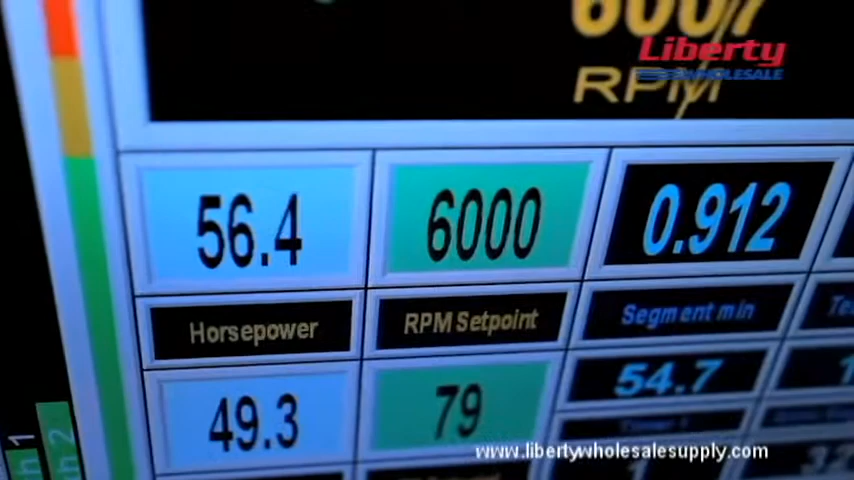 Liberty
WHOLESALE
RPM
56.4 6000 0.912
Horsepower RPM Setpoint Segment min
49.3 79 54.7
www.libertywholesalesupply.com